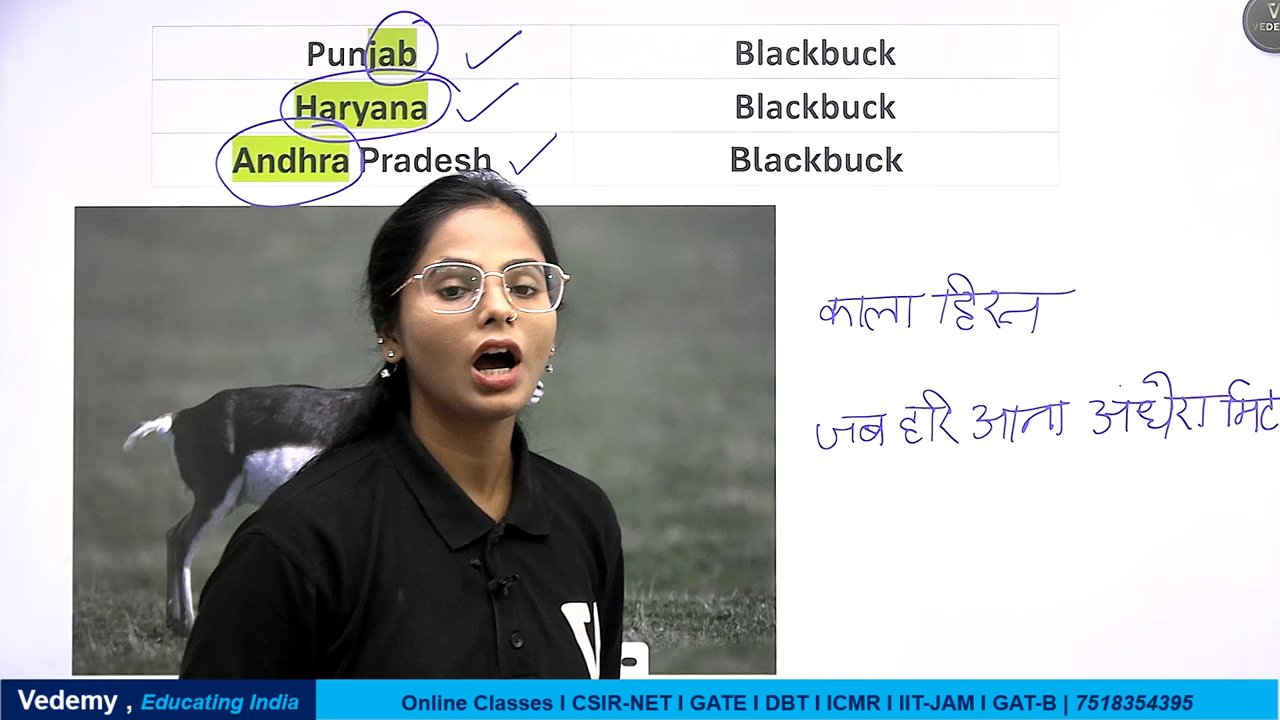 Punjab Blackbuck
Haryana Blackbuck
Andhra Pradesh Blackbuck
काला हिरन
जब हरि आना अंधेरा मिट
Vedemy , Educating India
Online Classes I CSIR-NET I GATE I DBT I ICMR I IIT-JAM I GAT-B | 7518354395